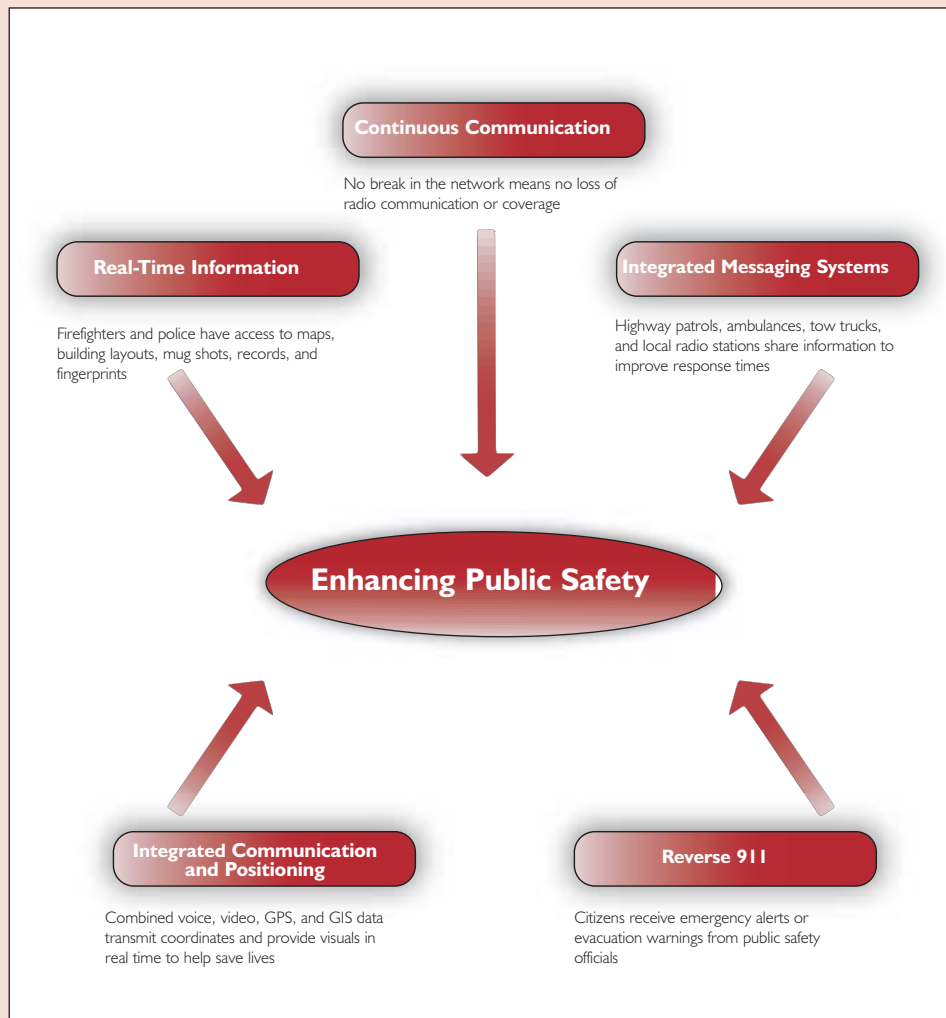 Continuous Communication
No break in the network means no loss of
radio communication or coverage
Real-Time Information
Firefighters and police have access to maps,
building layouts, mug shots, records, and
fingerprints
Integrated Messaging Systems
Highway patrols, ambulances, tow trucks,
and local radio stations share information to
improve response times
Enhancing Public Safety
Integrated Communication
and Positioning
Combined voice, video, GPS, and GIS data
transmit coordinates and provide visuals in
real time to help save lives
Reverse 911
Citizens receive emergency alerts or
evacuation warnings from public safety
officials